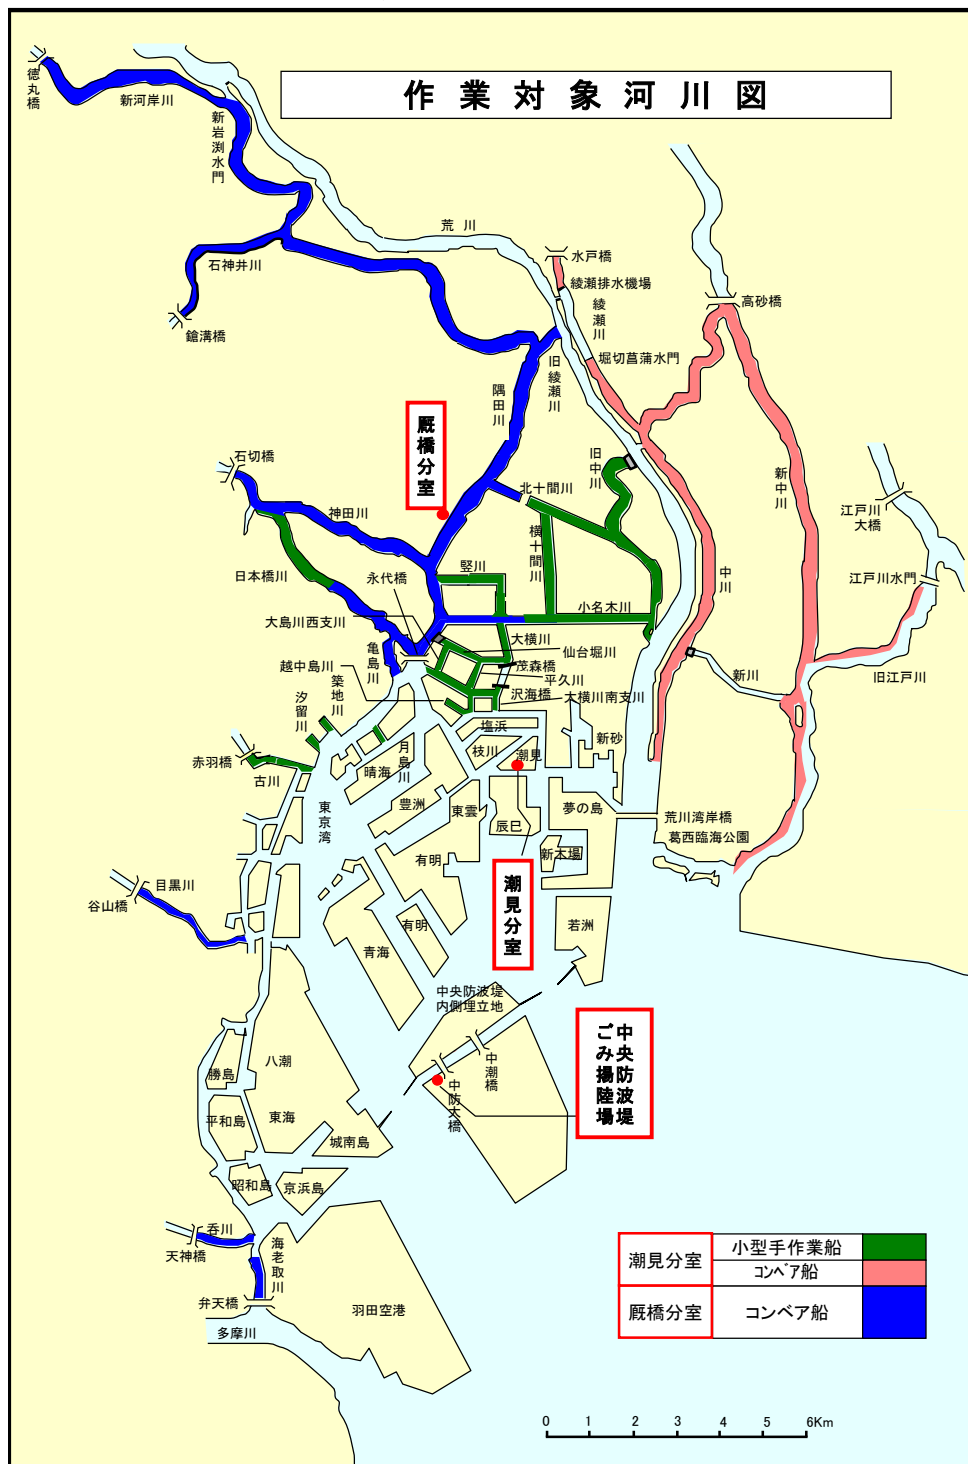 作業対象河川図
徳丸橋
新河岸川
新岩渕水門
荒川
石神井川
鎧溝橋
水戸橋
綾瀬排水機場
綾瀬川
高砂橋
堀切菖蒲水門
旧綾瀬川
隅田川
厩橋分室
石切橋
神田川
日本橋川
永代橋
北十間川
旧中川
横十間川
竪川
小名木川
新中川
中川
江戸川
大橋
江戸川水門
旧江戸川
新川
大島川西支川
越中島川
亀島川
大横川
仙台堀川
茂森橋
平久川
沢海橋
大横川南支川
築地川
汐留川
赤羽橋
古川
東京湾
月島川
晴海
豊洲
塩浜
枝川
潮見
新砂
東雲
辰巳
夢の島
新木場
荒川湾岸橋
葛西臨海公園
有明
有明
青海
潮見分室
若洲
目黒川
谷山橋
中央防波堤
内側埋立地
中央防波堤
ごみ揚陸場
中潮橋
中防大橋
勝島
八潮
平和島
東海
城南島
昭和島
京浜島
呑川
天神橋
海老取川
弁天橋
多摩川
羽田空港
潮見分室
小型手作業船
コンベア船
厩橋分室
コンベア船
0 1 2 3 4 5 6Km